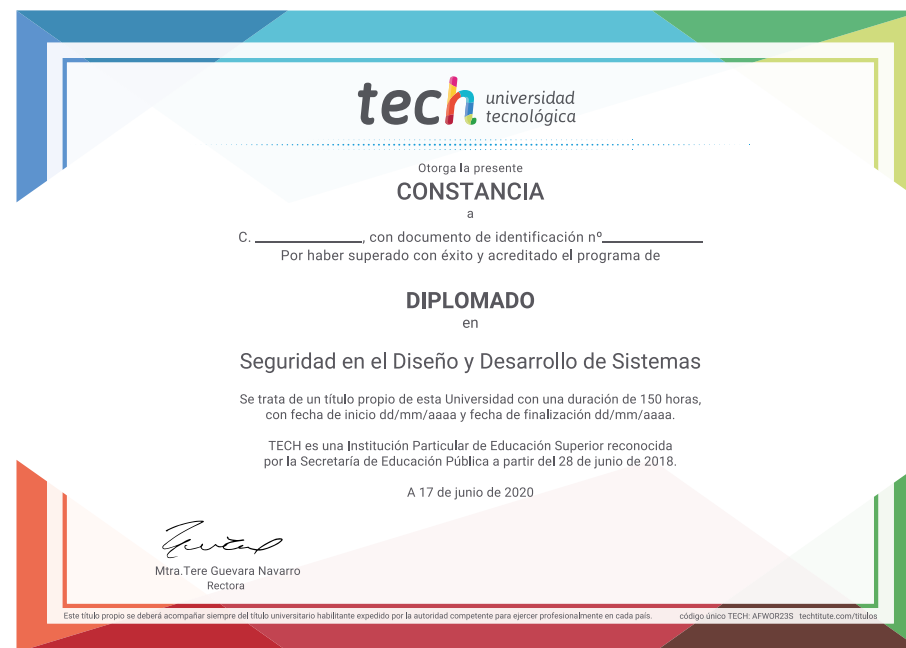 tech universidad
tecnológica
Otorga la presente
CONSTANCIA
a
C. ____________, con documento de identificación nº____________
Por haber superado con éxito y acreditado el programa de
DIPLOMADO
en
Seguridad en el Diseño y Desarrollo de Sistemas
Se trata de un título propio de esta Universidad con una duración de 150 horas,
con fecha de inicio dd/mm/aaaa y fecha de finalización dd/mm/aaaa.
TECH es una Institución Particular de Educación Superior reconocida
por la Secretaría de Educación Pública a partir del 28 de junio de 2018.
A 17 de junio de 2020
Mtra.Tere Guevara Navarro
Rectora
Este título propio se deberá acompañar siempre del título universitario habilitante expedido por la autoridad competente para ejercer profesionalmente en cada país. código único TECH: AFWOR23S techtitute.com/titulos